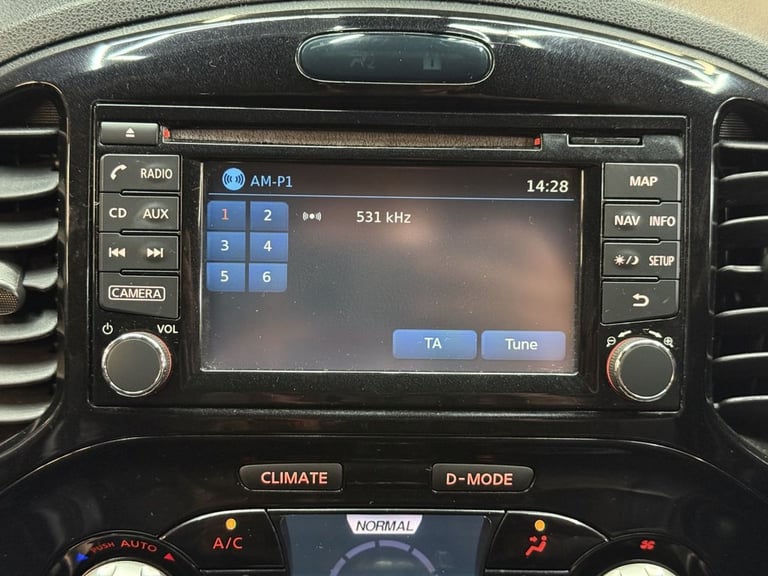 AM-P1 14:28
RADIO
CD AUX
CAMERA
VOL
1 2
3 4
5 6
531 kHz
TA Tune
MAP
NAV INFO
SETUP
CLIMATE D-MODE
A/C
NORMAL
PUSH AUTO